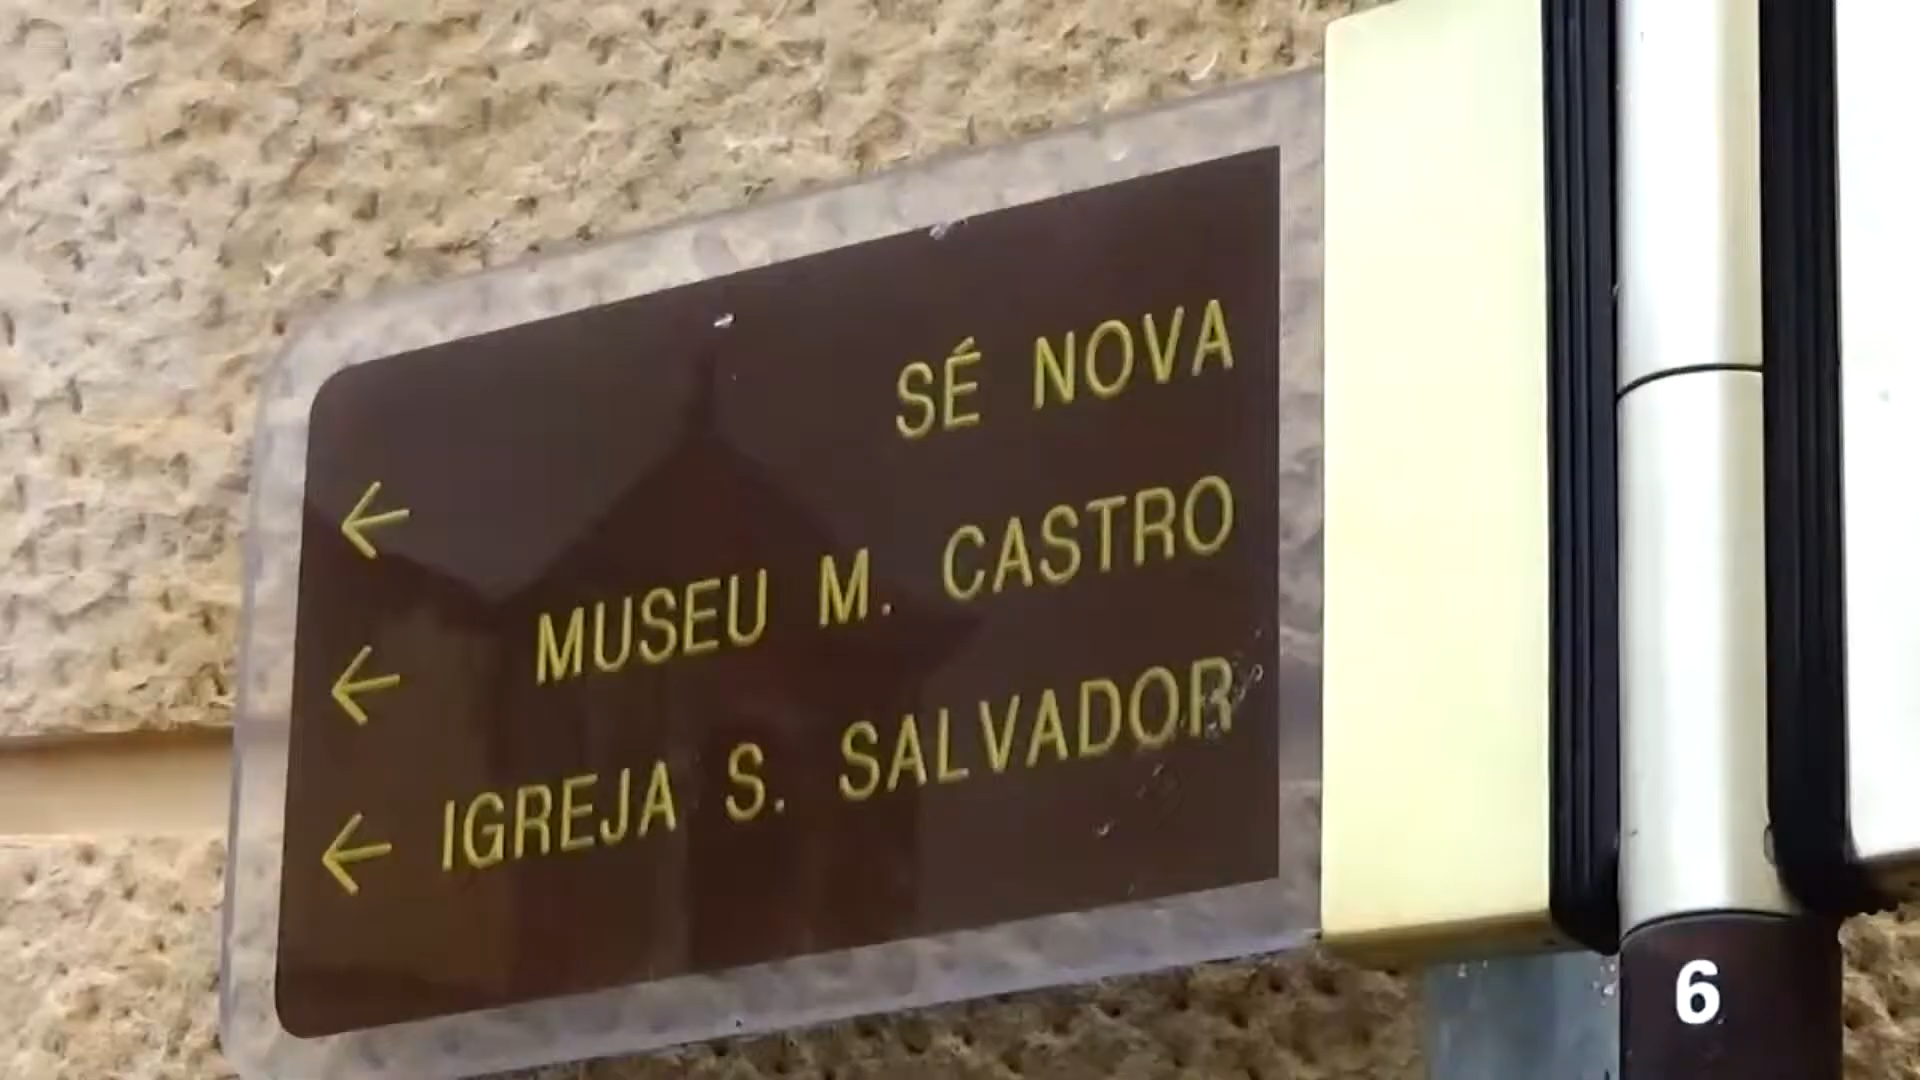 ← SÉ NOVA
← MUSEU M. CASTRO
← IGREJA S. SALVADOR
6